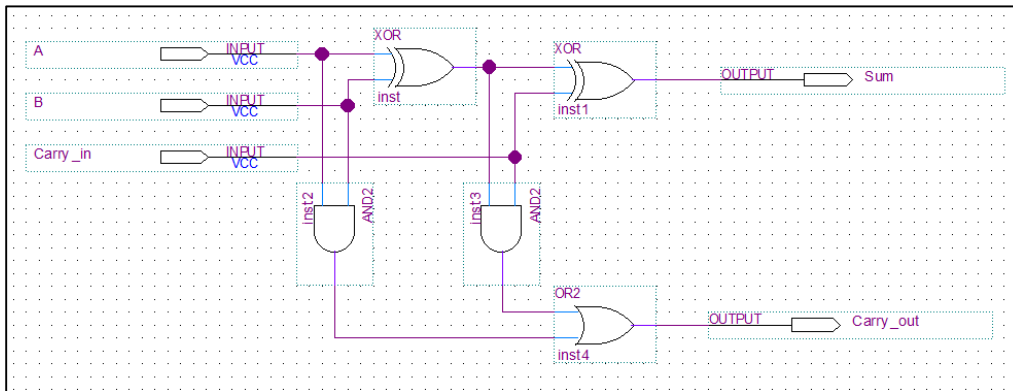 XOR
XOR
A
INPUT
VCC
OUTPUT
Sum
B
INPUT
VCC
inst
inst1
Carry_in
INPUT
VCC
inst2
AND2
inst3
AND2
OR2
OUTPUT
Carry_out
inst4